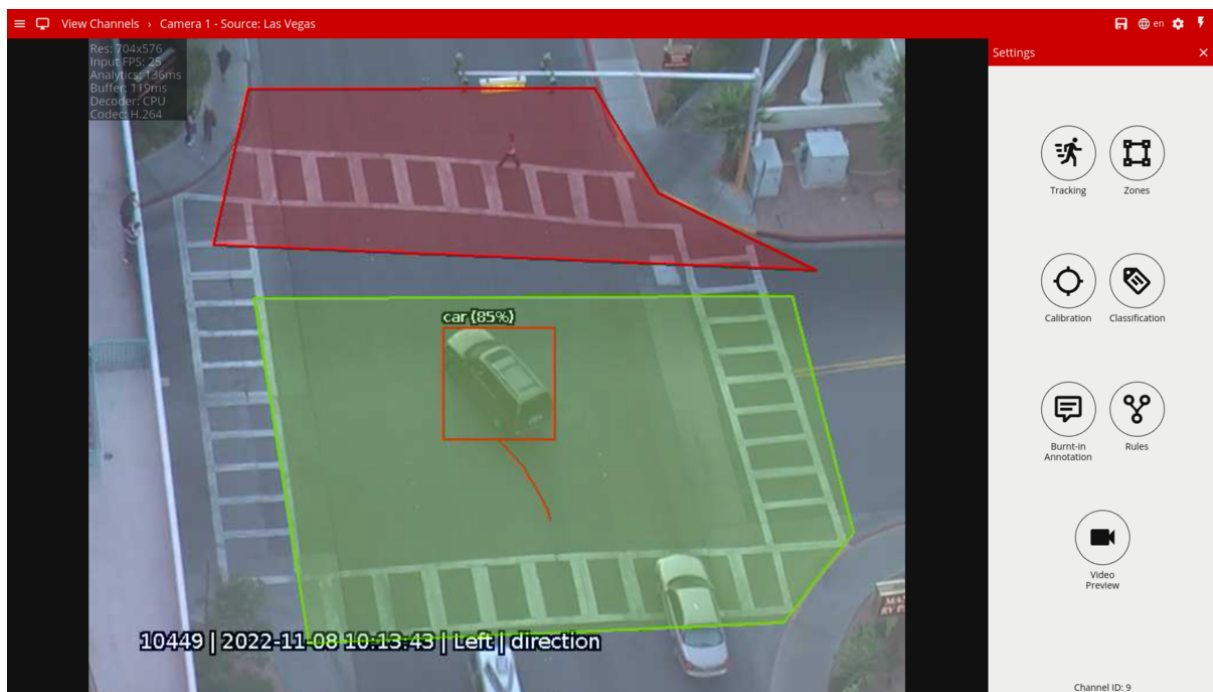 View Channels › Camera 1 - Source: Las Vegas
en
Res: 704x576
Input FPS: 25
Analytics: 136ms
Buffer: 119ms
Decoder: CPU
Codec: H.264
Settings
Tracking
Zones
Calibration
Classification
Burnt-in
Annotation
Rules
Video
Preview
car (85%)
10449 | 2022-11-08 10:13:43 | Left | direction
Channel ID: 9